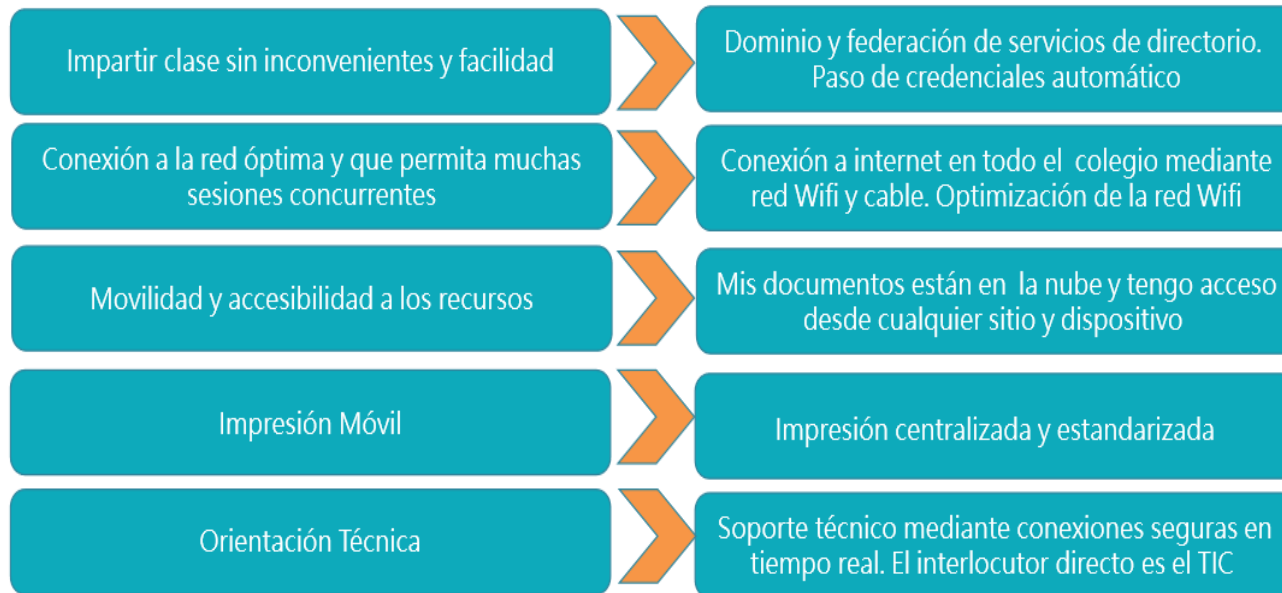 Impartir clase sin inconvenientes y facilidad
Dominio y federación de servicios de directorio.
Paso de credenciales automático
Conexión a la red óptima y que permita muchas
sesiones concurrentes
Conexión a internet en todo el colegio mediante
red Wifi y cable. Optimización de la red Wifi
Movilidad y accesibilidad a los recursos
Mis documentos están en la nube y tengo acceso
desde cualquier sitio y dispositivo
Impresión Móvil
Impresión centralizada y estandarizada
Orientación Técnica
Soporte técnico mediante conexiones seguras en
tiempo real. El interlocutor directo es el TIC